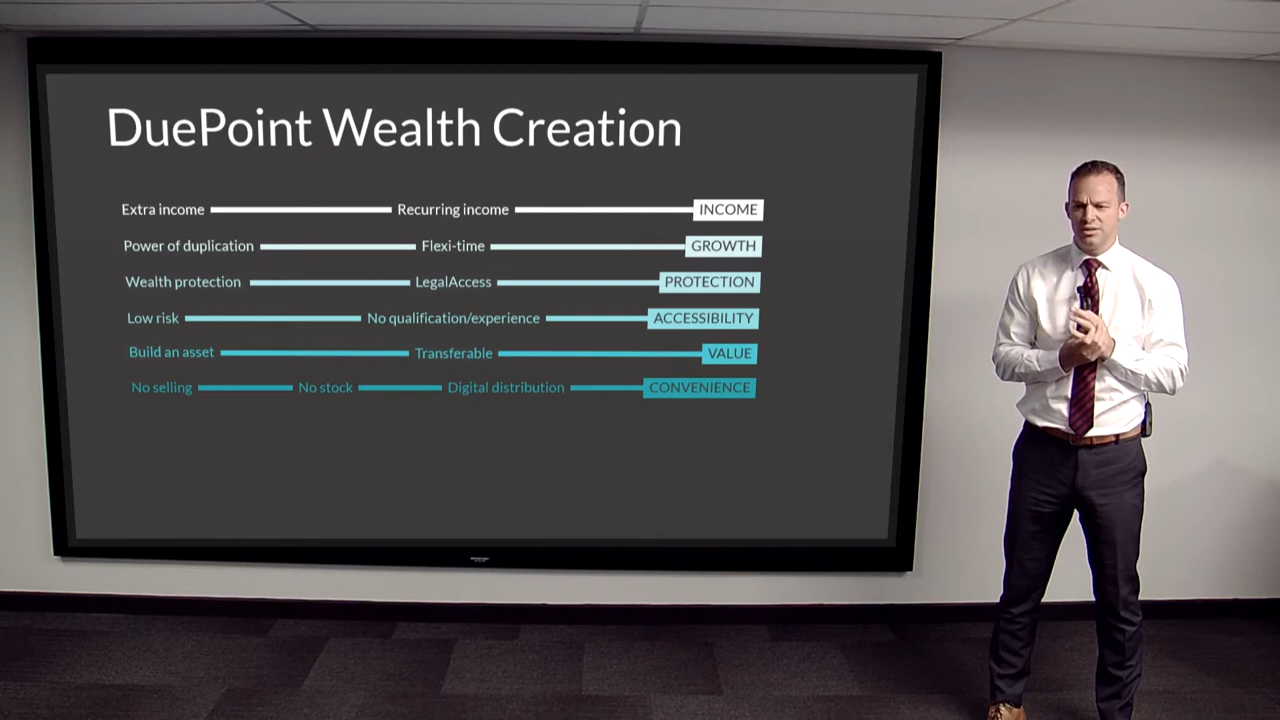 DuePoint Wealth Creation
Extra income Recurring income INCOME
Power of duplication Flexi-time GROWTH
Wealth protection LegalAccess PROTECTION
Low risk No qualification/experience ACCESSIBILITY
Build an asset Transferable VALUE
No selling No stock Digital distribution CONVENIENCE